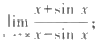 lim x+sin x / x−sin x;